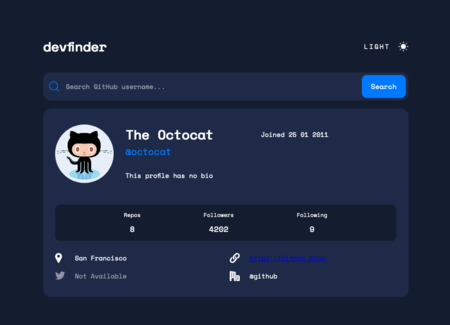 devfinder
LIGHT
Search GitHub username...
Search
The Octocat
Joined 25 01 2011
@octocat
This profile has no bio
Repos
Followers
Following
8
4202
9
San Francisco
Not Available
@github